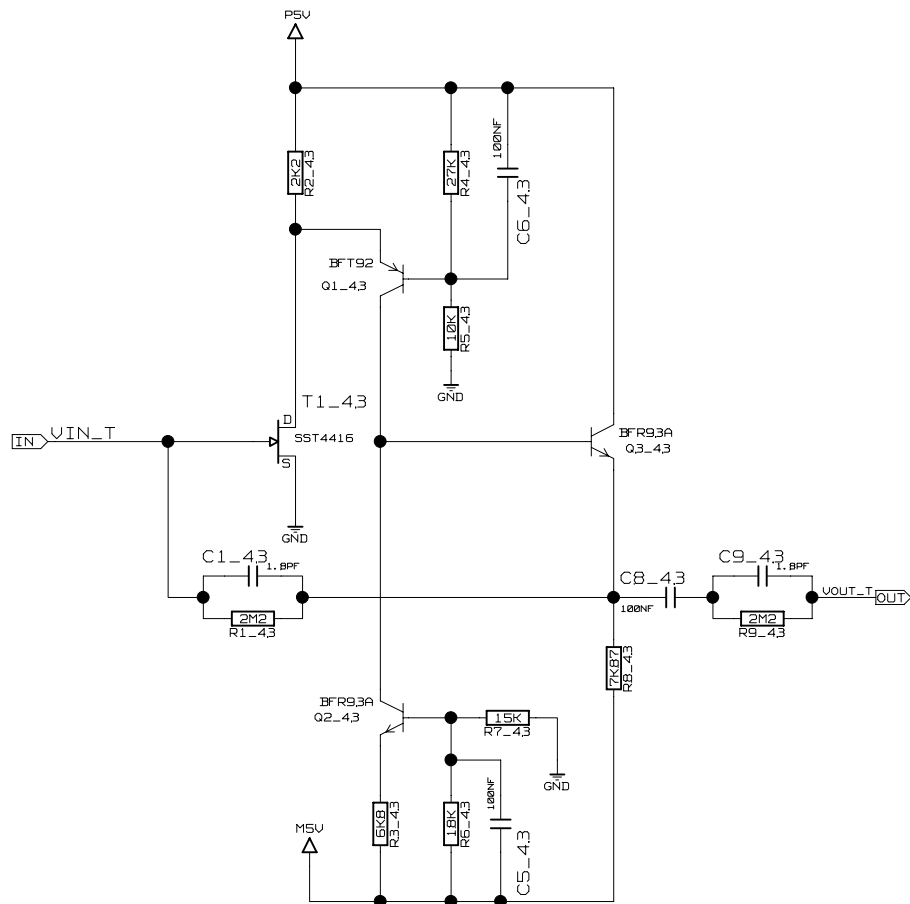 P5V
2K2
R2_4.3
27K
R4_4.3
100NF
C6_4.3
BFT92
Q1_4.3
10K
R5_4.3
GND
T1_4.3
D
SST4416
S
GND
IN
VIN_T
BFR93A
Q3_4.3
C1_4.3
1.8PF
2M2
R1_4.3
C8_4.3
100NF
C9_4.3
1.8PF
2M2
R9_4.3
VOUT_T
OUT
7K87
R8_4.3
BFR93A
Q2_4.3
15K
R7_4.3
GND
6K8
R3_4.3
18K
R6_4.3
100NF
C5_4.3
M5V